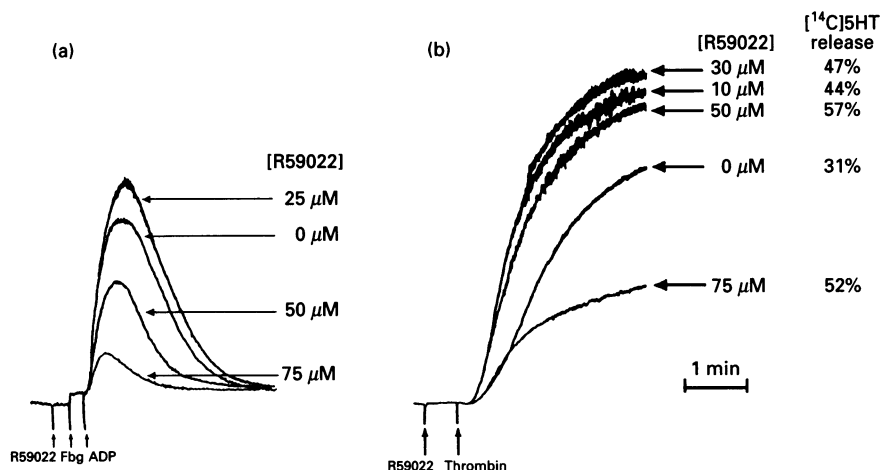 (a)
[R59022]
25 μM
0 μM
50 μM
75 μM
R59022 Fbg ADP
(b)
[R59022] [¹⁴C]5HT release
30 μM 47%
10 μM 44%
50 μM 57%
0 μM 31%
75 μM 52%
1 min
R59022 Thrombin